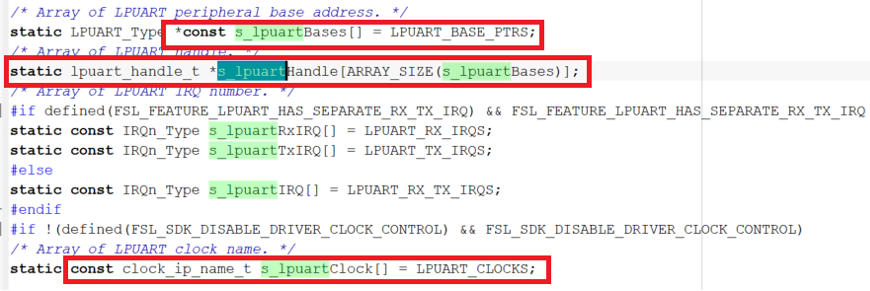 /* Array of LPUART peripheral base address. */
static LPUART_Type *const s_lpuartBases[] = LPUART_BASE_PTRS;
/* Array of LPUART handle. */
static lpuart_handle_t *s_lpuartHandle[ARRAY_SIZE(s_lpuartBases)];
/* Array of LPUART IRQ number. */
#if defined(FSL_FEATURE_LPUART_HAS_SEPARATE_RX_TX_IRQ) && FSL_FEATURE_LPUART_HAS_SEPARATE_RX_TX_IRQ
static const IRQn_Type s_lpuartRxIRQ[] = LPUART_RX_IRQS;
static const IRQn_Type s_lpuartTxIRQ[] = LPUART_TX_IRQS;
#else
static const IRQn_Type s_lpuartIRQ[] = LPUART_RX_TX_IRQS;
#endif
#if !(defined(FSL_SDK_DISABLE_DRIVER_CLOCK_CONTROL) && FSL_SDK_DISABLE_DRIVER_CLOCK_CONTROL)
/* Array of LPUART clock name. */
static const clock_ip_name_t s_lpuartClock[] = LPUART_CLOCKS;